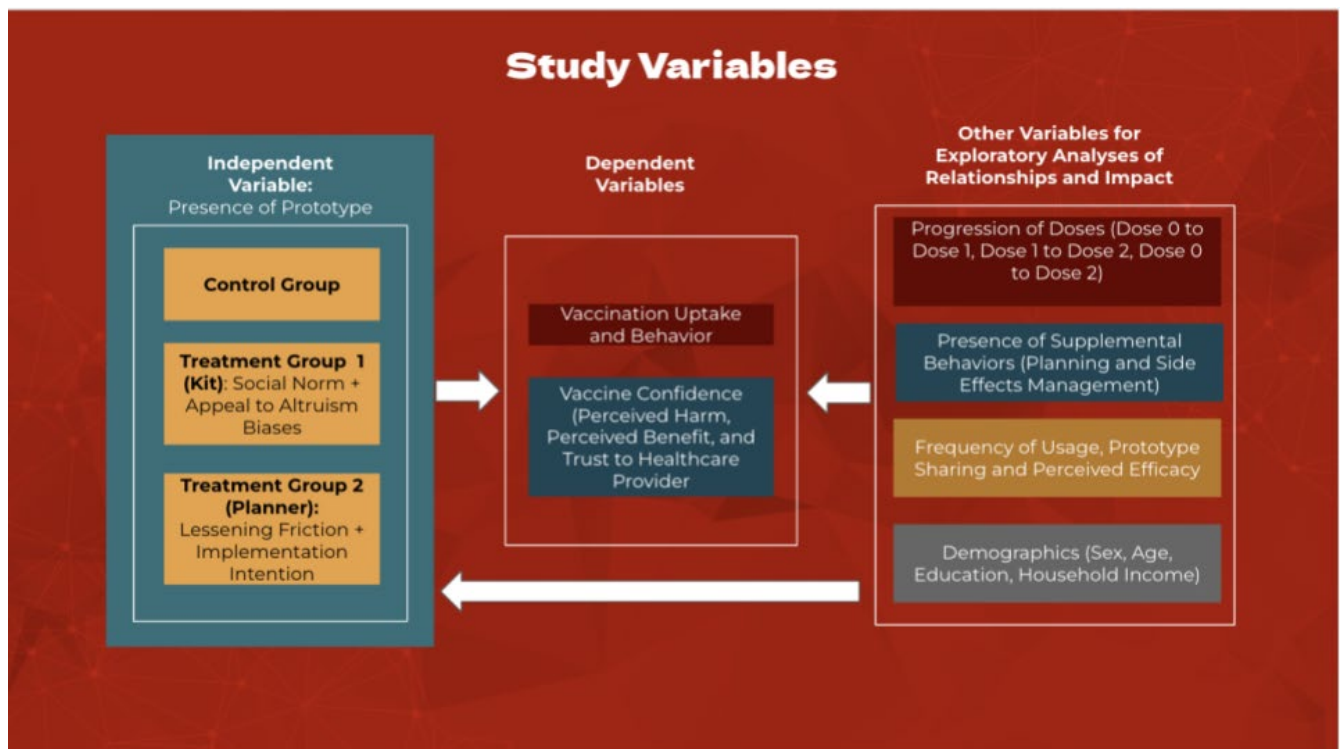 Study Variables
Independent
Variable:
Presence of Prototype
Control Group
Treatment Group 1
(Kit): Social Norm +
Appeal to Altruism
Biases
Treatment Group 2
(Planner):
Lessening Friction +
Implementation
Intention
Dependent
Variables
Vaccination Uptake
and Behavior
Vaccine Confidence
(Perceived Harm,
Perceived Benefit, and
Trust to Healthcare
Provider
Other Variables for
Exploratory Analyses of
Relationships and Impact
Progression of Doses (Dose 0 to
Dose 1, Dose 1 to Dose 2, Dose 0
to Dose 2)
Presence of Supplemental
Behaviors (Planning and Side
Effects Management)
Frequency of Usage, Prototype
Sharing and Perceived Efficacy
Demographics (Sex, Age,
Education, Household Income)